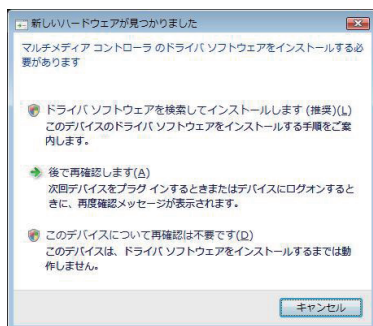 新しいハードウェアが見つかりました
マルチメディア コントローラ のドライバ ソフトウェアをインストールする必
要があります
ドライバ ソフトウェアを検索してインストールします (推奨)(L)
このデバイスのドライバ ソフトウェアをインストールする手順をご案
内します。
後で再確認します(A)
次回デバイスをプラグ インするときまたはデバイスにログオンすると
きに、再度確認メッセージが表示されます。
このデバイスについて再確認は不要です(D)
このデバイスは、ドライバ ソフトウェアをインストールするまでは動
作しません。
キャンセル